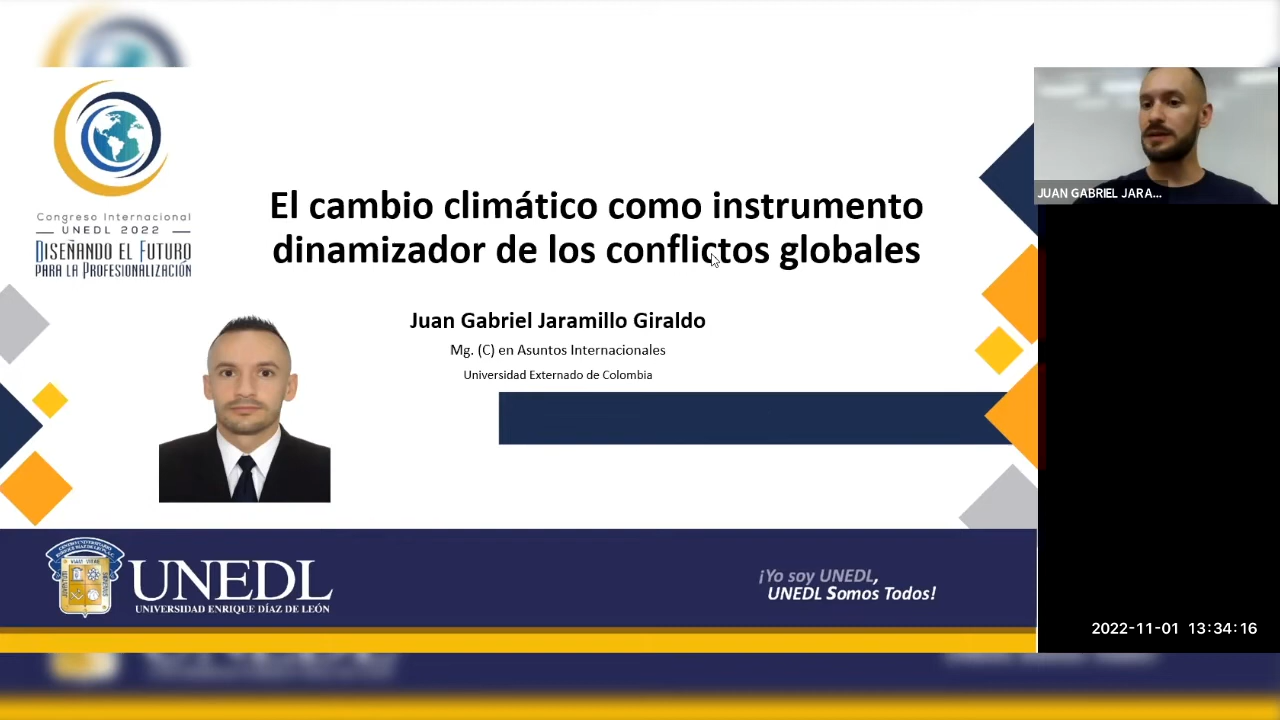 Congreso Internacional
UNEDL 2022
DISEÑANDO EL FUTURO
PARA LA PROFESIONALIZACIÓN
El cambio climático como instrumento
dinamizador de los conflictos globales
Juan Gabriel Jaramillo Giraldo
Mg. (C) en Asuntos Internacionales
Universidad Externado de Colombia
JUAN GABRIEL JARA...
UNEDL
UNIVERSIDAD ENRIQUE DÍAZ DE LEÓN
¡Yo soy UNEDL,
UNEDL Somos Todos!
2022-11-01 13:34:16